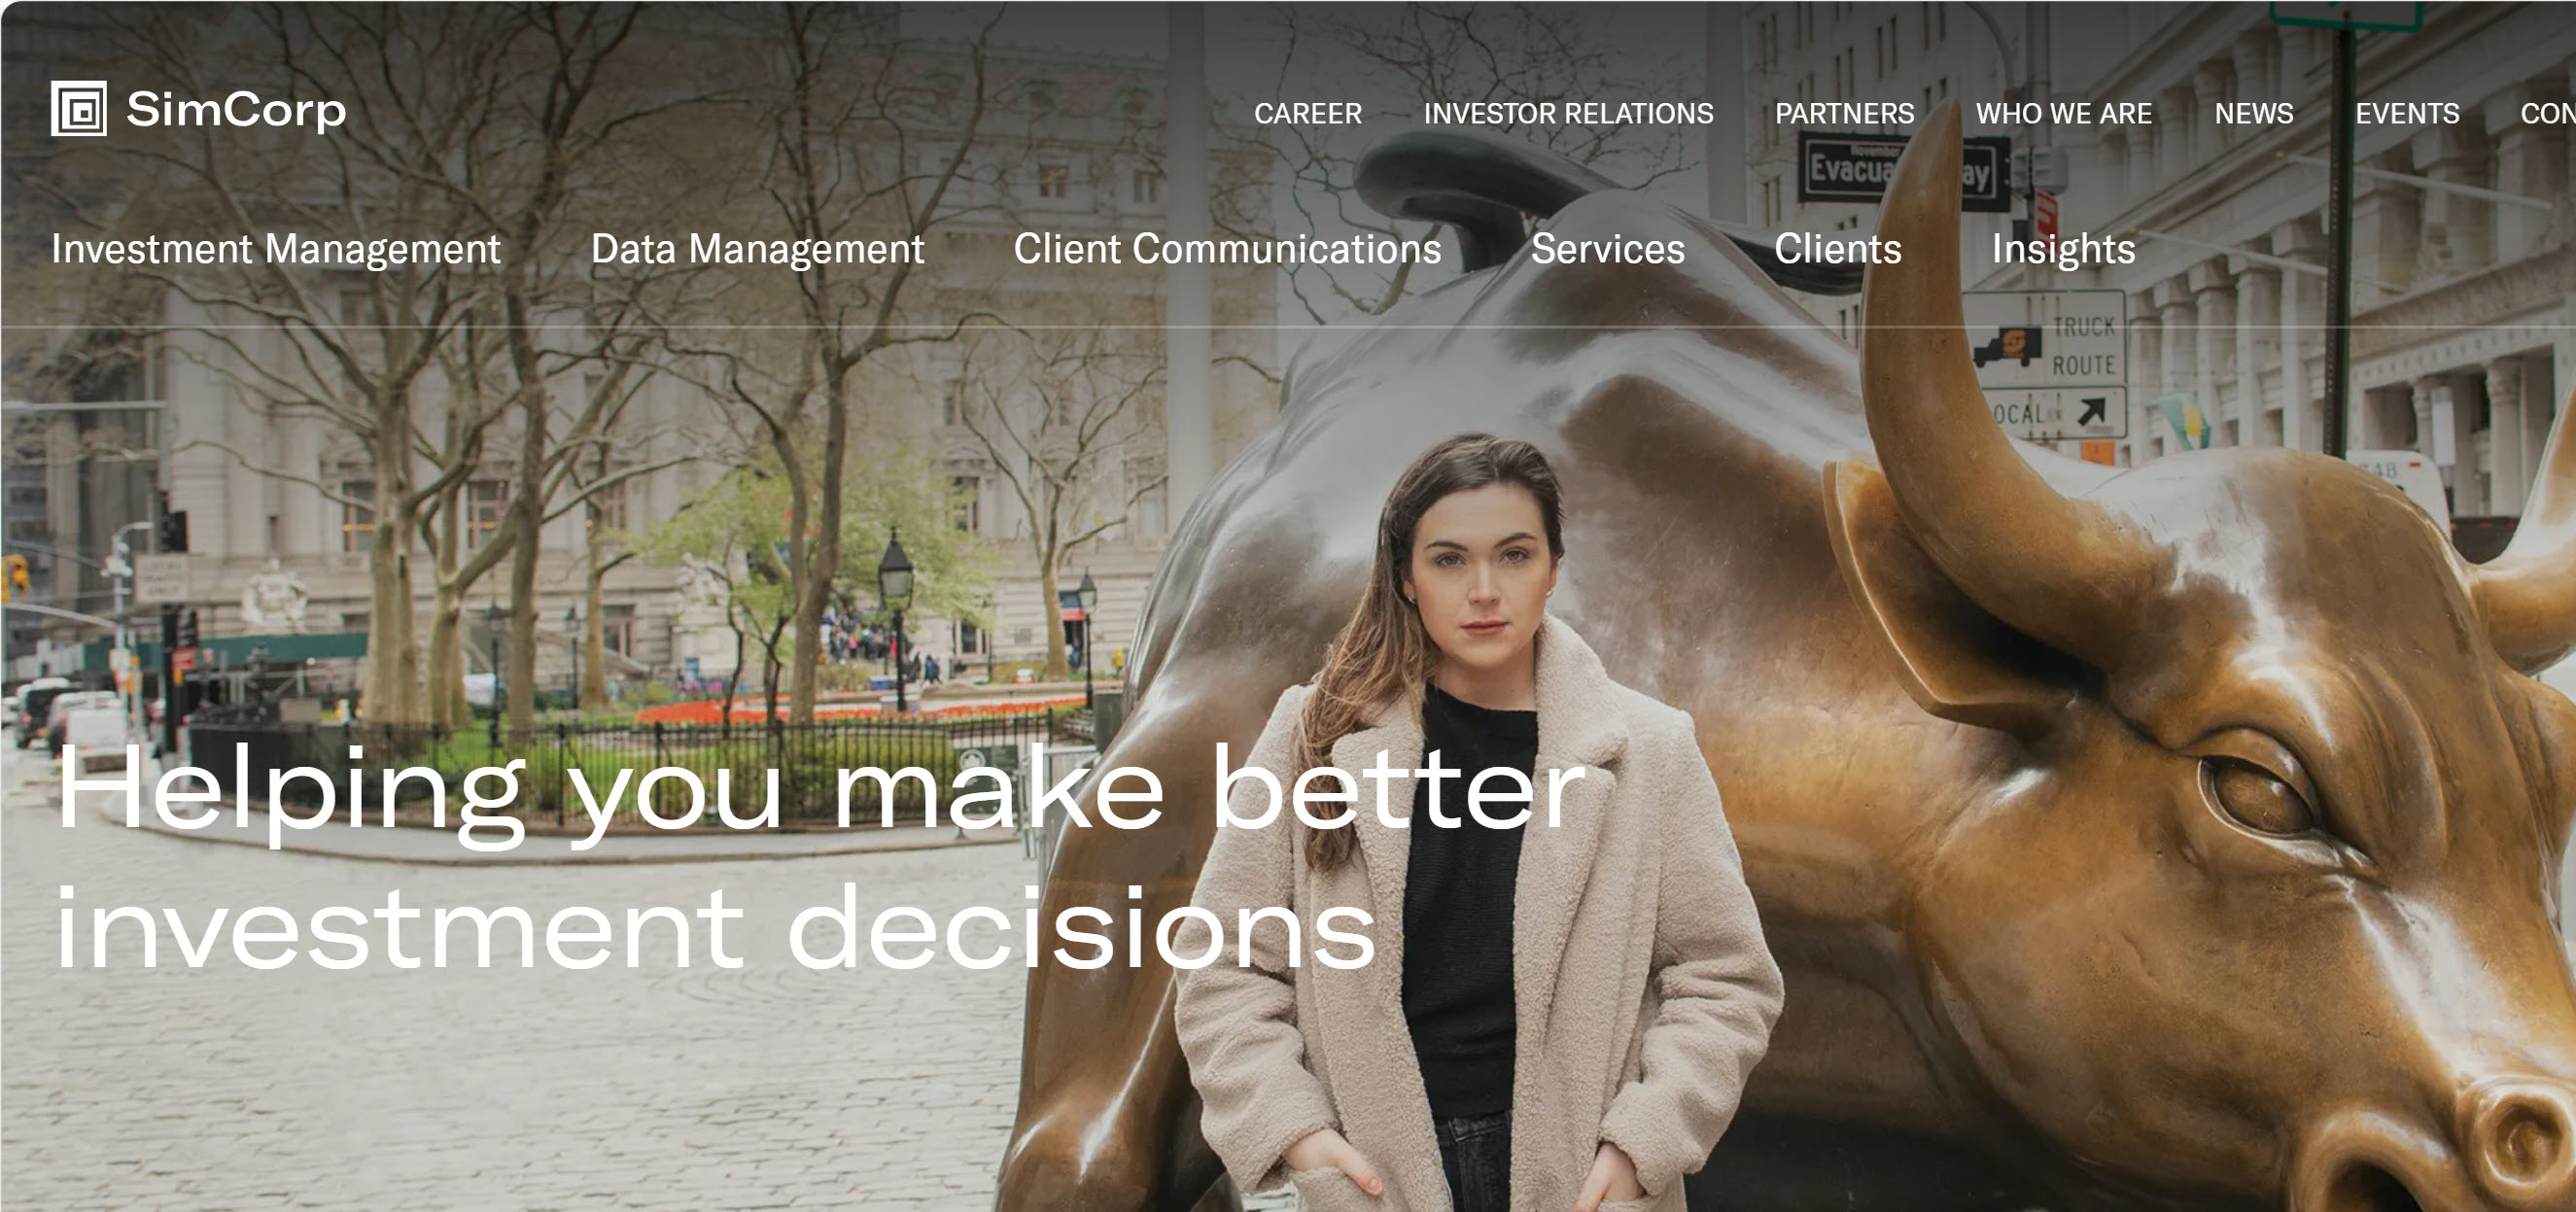 SimCorp
CAREER INVESTOR RELATIONS PARTNERS WHO WE ARE NEWS EVENTS CON
November
Evacua ay
Investment Management Data Management Client Communications Services Clients Insights
TRUCK
ROUTE
OCAL
Helping you make better
investment decisions